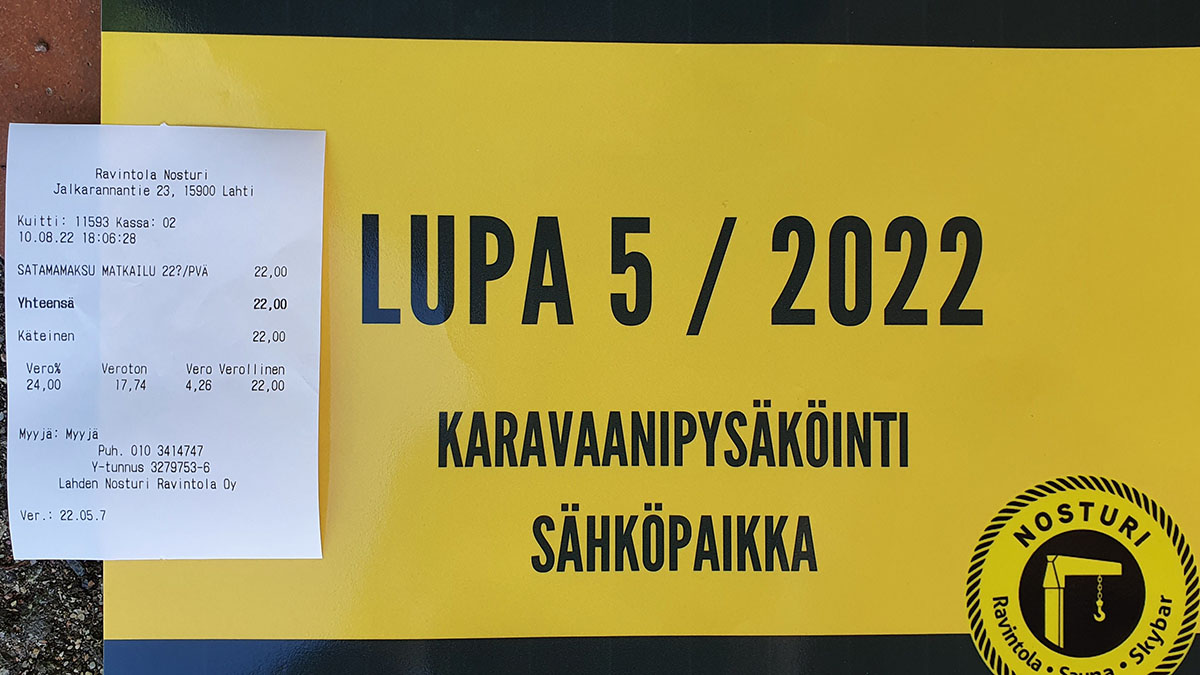 Ravintola Nosturi
Jalkarannantie 23, 15900 Lahti
Kuitti: 11593 Kassa: 02
10.08.22 18:06:28
SATAMAMAKSU MATKAILU 22?/PVÄ 22,00
Yhteensä 22,00
Käteinen 22,00
Vero% Veroton Vero Verollinen
24,00 17,74 4,26 22,00
Myyjä: Myyjä
Puh. 010 3414747
Y-tunnus 3279753-6
Lahden Nosturi Ravintola Oy
Ver.: 22.05.7
LUPA 5 / 2022
KARAVAANIPYSÄKÖINTI
SÄHKÖPAIKKA
NOSTURI
Ravintola • Sauna • Skybar